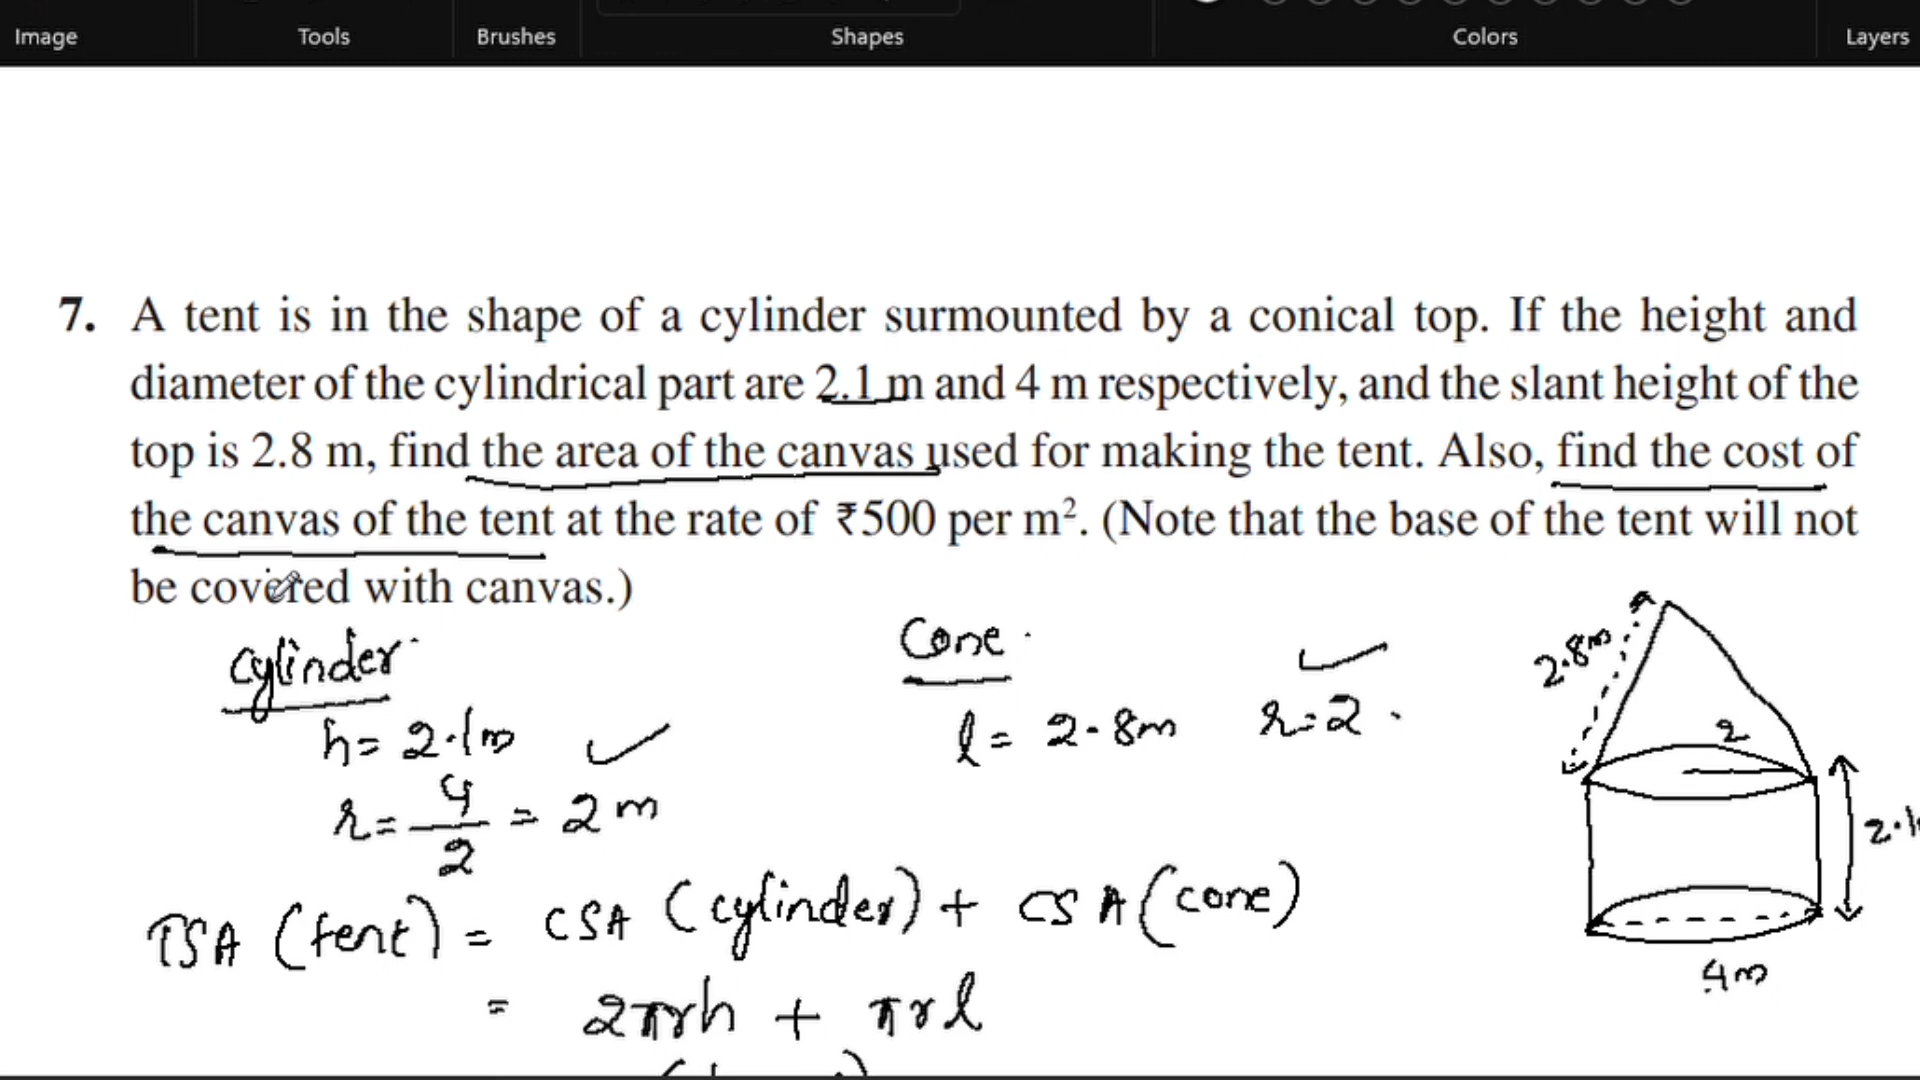 Image Tools Brushes Shapes Colors Layers
7. A tent is in the shape of a cylinder surmounted by a conical top. If the height and
diameter of the cylindrical part are 2.1 m and 4 m respectively, and the slant height of the
top is 2.8 m, find the area of the canvas used for making the tent. Also, find the cost of
the canvas of the tent at the rate of ₹500 per m². (Note that the base of the tent will not
be covered with canvas.)
Cylinder
h = 2.1m
r = 4/2 = 2 m
Cone
l = 2.8m r=2
2.8m
2
4m
TSA (tent) = CSA (cylinder) + CSA (cone)
= 2πrh + πrl